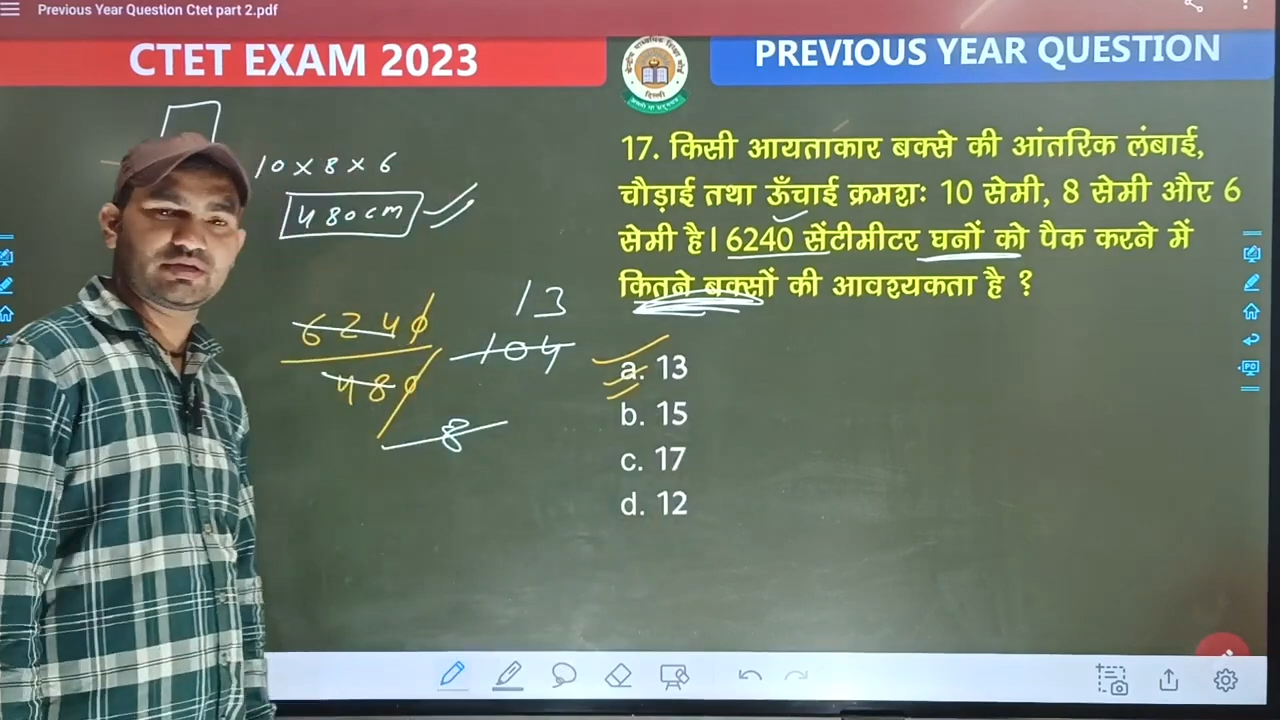 Previous Year Question Ctet part 2.pdf
CTET EXAM 2023
PREVIOUS YEAR QUESTION
17. किसी आयताकार बक्से की आंतरिक लंबाई,
चौड़ाई तथा ऊँचाई क्रमशः 10 सेमी, 8 सेमी और 6
सेमी है। 6240 सेंटीमीटर घनों को पैक करने में
कितने बक्सों की आवश्यकता है ?
a. 13
b. 15
c. 17
d. 12
10 x 8 x 6
480cm
6240
480
13
104
8